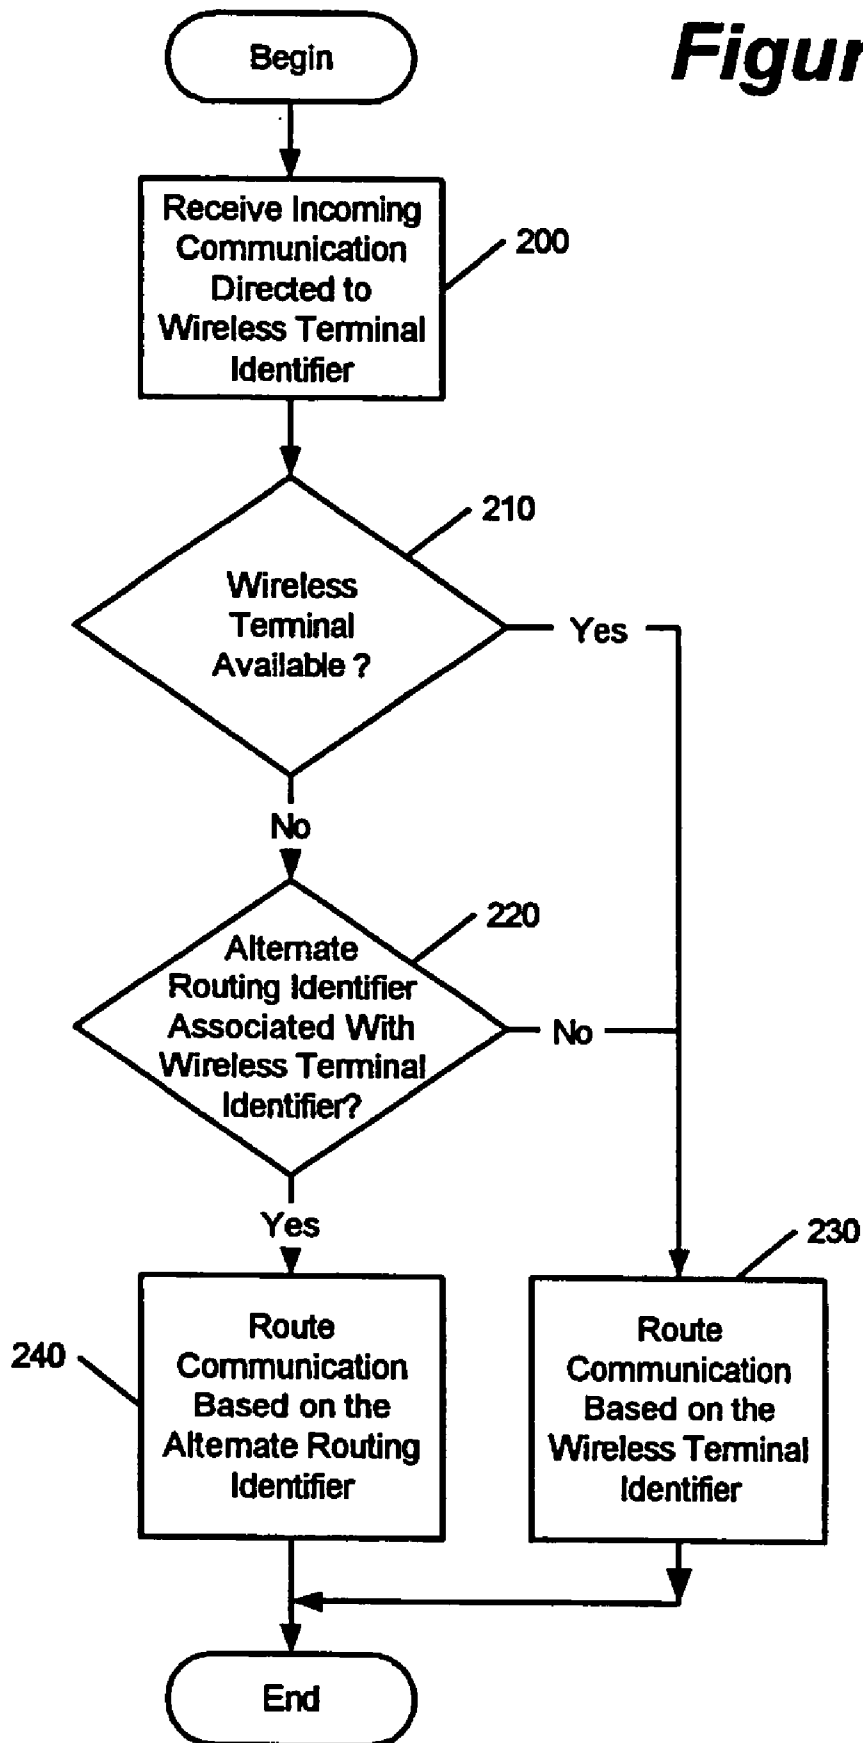 Begin
Receive Incoming
Communication
Directed to
Wireless Terminal
Identifier
200
210
Wireless
Terminal
Available ?
Yes
No
220
Alternate
Routing Identifier
Associated With
Wireless Terminal
Identifier?
No
Yes
230
240
Route
Communication
Based on the
Alternate Routing
Identifier
Route
Communication
Based on the
Wireless Terminal
Identifier
End